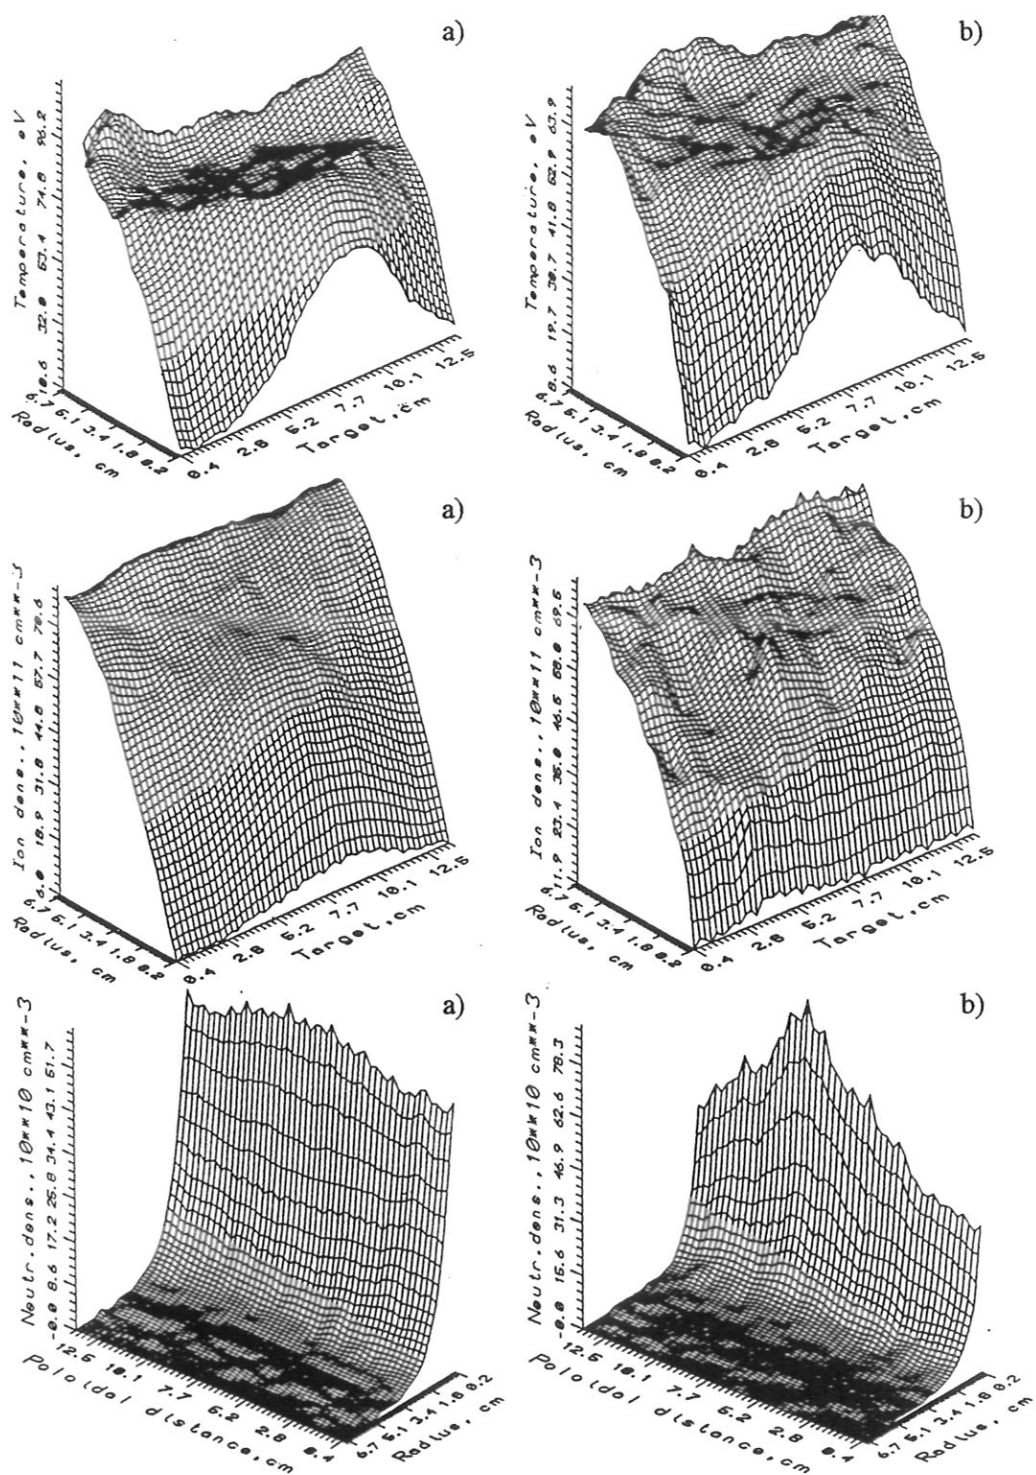 a)
b)
Temperature, eV
10.6 32.0 53.4 74.8 96.2
Radius, cm
6.7 5.1 3.4 1.8 0.2
Target, cm
0.4 2.8 5.2 7.7 10.1 12.5
Temperature, eV
8.6 19.7 30.7 41.8 52.9 63.9
Radius, cm
6.7 5.1 3.4 1.8 0.2
Target, cm
0.4 2.8 5.2 7.7 10.1 12.5
a)
b)
Ion dens., 10**11 cm**-3
6.0 18.9 31.8 44.8 57.7 70.6
Radius, cm
6.7 5.1 3.4 1.8 0.2
Target, cm
0.4 2.8 5.2 7.7 10.1 12.5
Ion dens., 10**11 cm**-3
11.9 23.4 35.0 46.5 58.0 69.5
Radius, cm
6.7 5.1 3.4 1.8 0.2
Target, cm
0.4 2.8 5.2 7.7 10.1 12.5
a)
b)
Neutr.dens., 10**10 cm**-3
-0.0 8.6 17.2 25.8 34.4 43.1 51.7
Poloidal distance, cm
12.5 10.1 7.7 5.2 2.8 0.4
Radius, cm
6.7 5.1 3.4 1.8 0.2
Neutr.dens., 10**10 cm**-3
-0.0 15.6 31.3 46.9 62.6 78.3
Poloidal distance, cm
12.5 10.1 7.7 5.2 2.8 0.4
Radius, cm
6.7 5.1 3.4 1.8 0.2